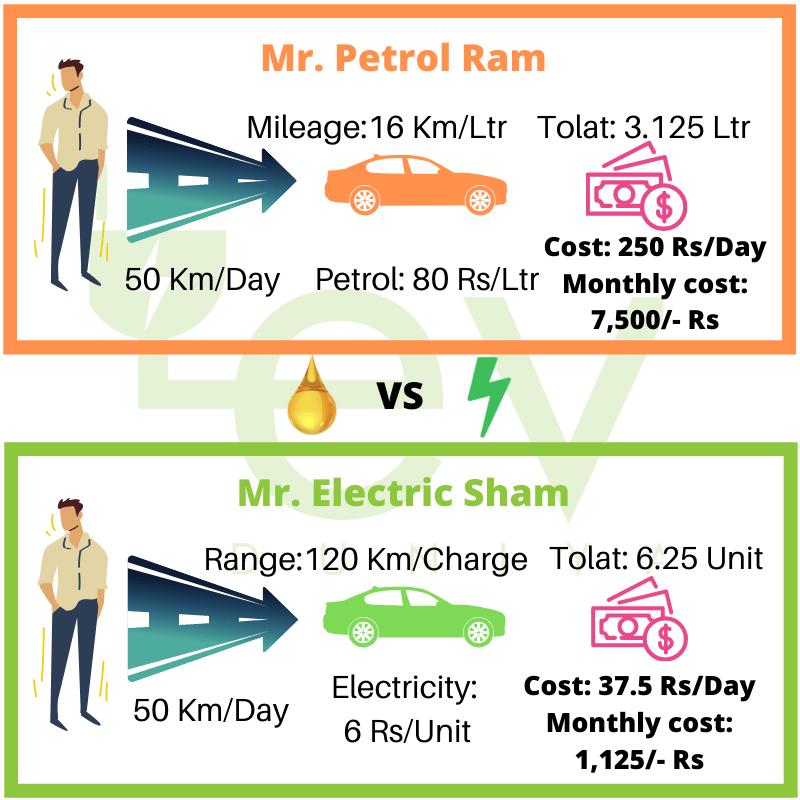 Mr. Petrol Ram
Mileage:16 Km/Ltr
Tolat: 3.125 Ltr
50 Km/Day
Petrol: 80 Rs/Ltr
Cost: 250 Rs/Day
Monthly cost:
7,500/- Rs
ev
VS
DUNIYA
Mr. Electric Sham
Range:120 Km/Charge
Tolat: 6.25 Unit
50 Km/Day
Electricity:
6 Rs/Unit
Cost: 37.5 Rs/Day
Monthly cost:
1,125/- Rs